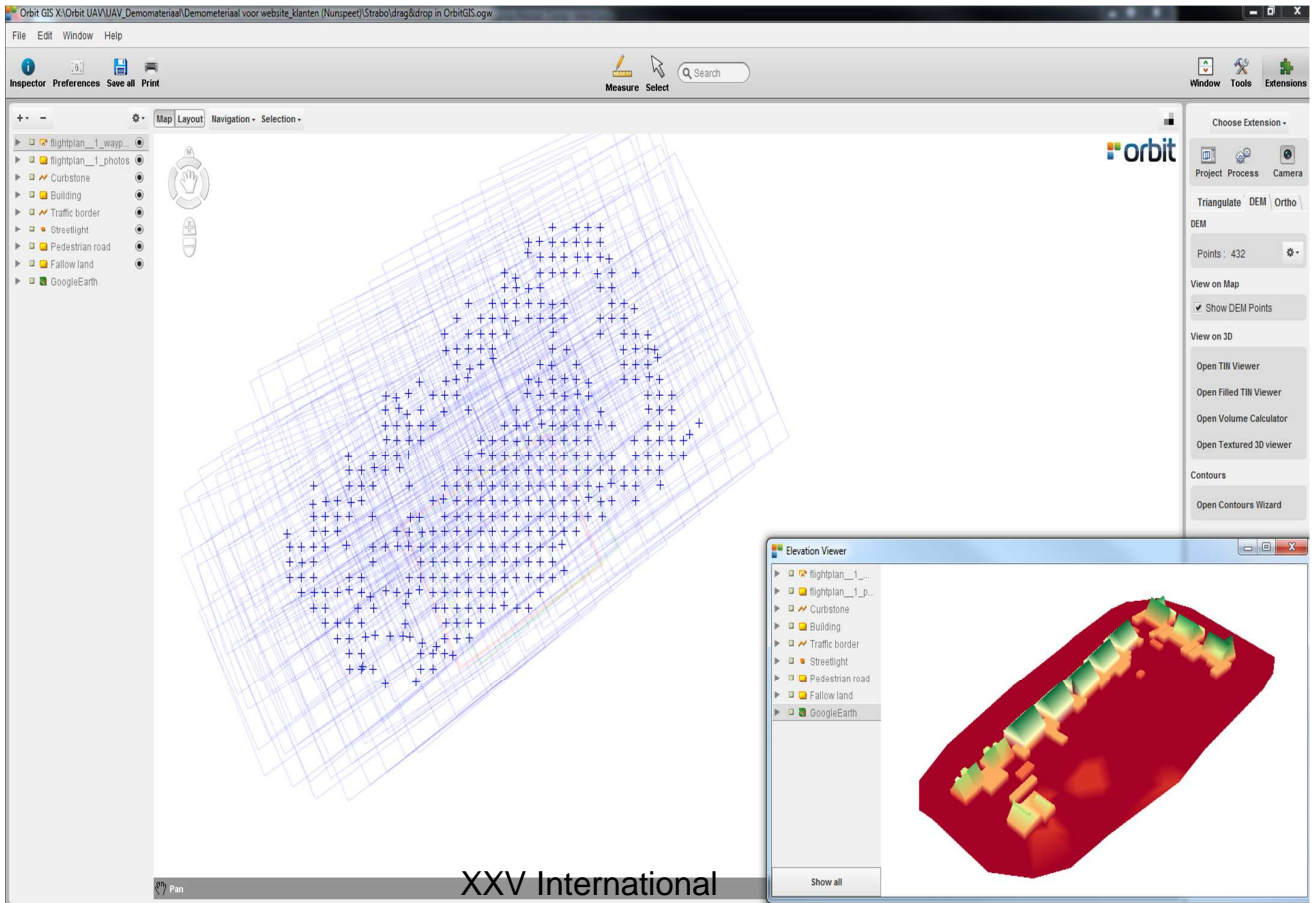 Orbit GIS X:\Orbit UAV\UAV_Demomateriaal\Demometeriaal voor website_klanten (Nunspeet)\Strabo\drag&drop in OrbitGIS.ogw
File Edit Window Help
Inspector Preferences Save all Print
Measure Select
Search
Window Tools Extensions
Map Layout Navigation Selection
flightplan__1_wayp...
flightplan__1_photos
Curbstone
Building
Traffic border
Streetlight
Pedestrian road
Fallow land
GoogleEarth
N
orbit
Choose Extension
Project Process Camera
Triangulate DEM Ortho
DEM
Points : 432
View on Map
Show DEM Points
View on 3D
Open TIN Viewer
Open Filled TIN Viewer
Open Volume Calculator
Open Textured 3D viewer
Contours
Open Contours Wizard
Elevation Viewer
flightplan__1_...
flightplan__1_p...
Curbstone
Building
Traffic border
Streetlight
Pedestrian road
Fallow land
GoogleEarth
Show all
Pan
XXV International